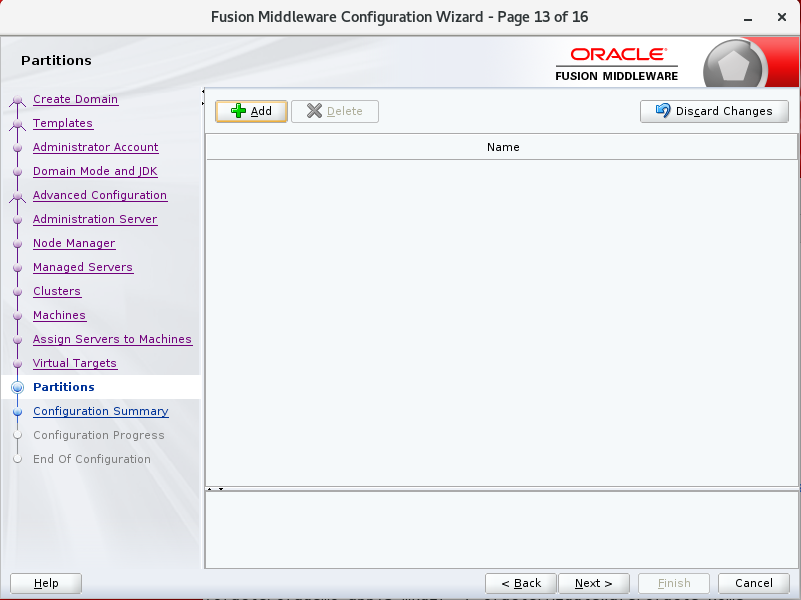 Fusion Middleware Configuration Wizard - Page 13 of 16
Partitions
ORACLE
FUSION MIDDLEWARE
Create Domain
Templates
Administrator Account
Domain Mode and JDK
Advanced Configuration
Administration Server
Node Manager
Managed Servers
Clusters
Machines
Assign Servers to Machines
Virtual Targets
Partitions
Configuration Summary
Configuration Progress
End Of Configuration
Add Delete Discard Changes
Name
Help < Back Next > Finish Cancel